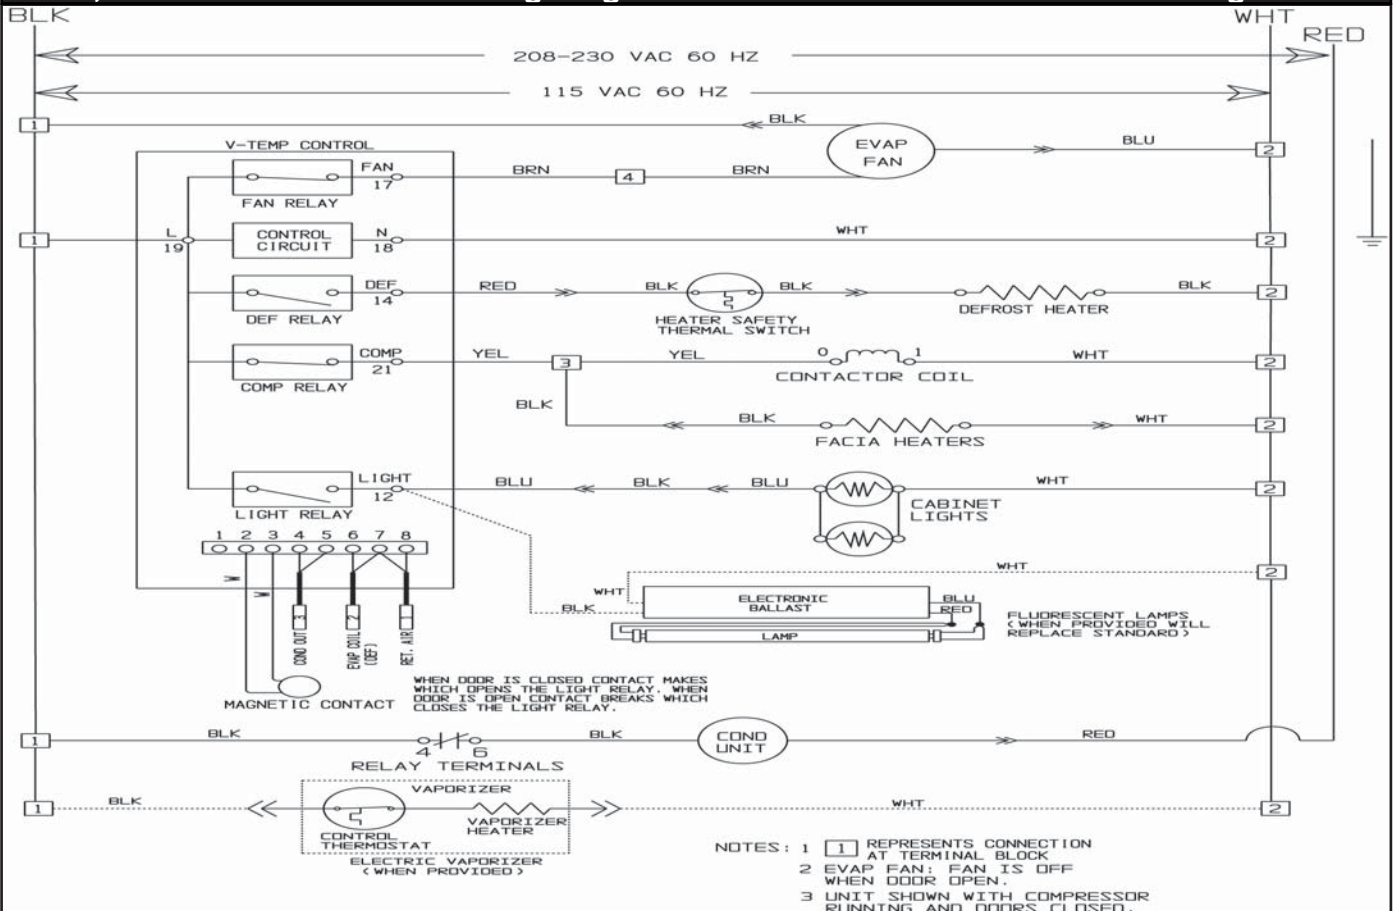 BLK
WHT
RED
208-230 VAC 60 HZ
115 VAC 60 HZ
1
BLK
EVAP
FAN
BLU
2
V-TEMP CONTROL
FAN
17
BRN
4
BRN
FAN RELAY
1
L
19
CONTROL
CIRCUIT
N
18
WHT
2
DEF
14
RED
BLK
BLK
BLK
2
DEF RELAY
HEATER SAFETY
THERMAL SWITCH
DEFROST HEATER
COMP
21
YEL
3
YEL
0
1
WHT
2
COMP RELAY
CONTACTOR COIL
BLK
BLK
WHT
2
FACIA HEATERS
LIGHT
12
BLU
BLK
BLU
WHT
2
LIGHT RELAY
CABINET
LIGHTS
1 2 3 4 5 6 7 8
W
W
WHT
2
WHT
BLK
ELECTRONIC
BALLAST
BLU
RED
LAMP
FLUORESCENT LAMPS
(WHEN PROVIDED WILL
REPLACE STANDARD)
3
COND OUT
2
EVAP COIL
(DEF)
1
RET. AIR
MAGNETIC CONTACT
WHEN DOOR IS CLOSED CONTACT MAKES
WHICH OPENS THE LIGHT RELAY. WHEN
DOOR IS OPEN CONTACT BREAKS WHICH
CLOSES THE LIGHT RELAY.
1
BLK
4
6
BLK
COND
UNIT
RED
RELAY TERMINALS
1
BLK
VAPORIZER
WHT
2
VAPORIZER
HEATER
CONTROL
THERMOSTAT
ELECTRIC VAPORIZER
(WHEN PROVIDED)
NOTES: 1 1 REPRESENTS CONNECTION
AT TERMINAL BLOCK
2 EVAP FAN: FAN IS OFF
WHEN DOOR OPEN.
3 UNIT SHOWN WITH COMPRESSOR
RUNNING AND DOORS CLOSED.